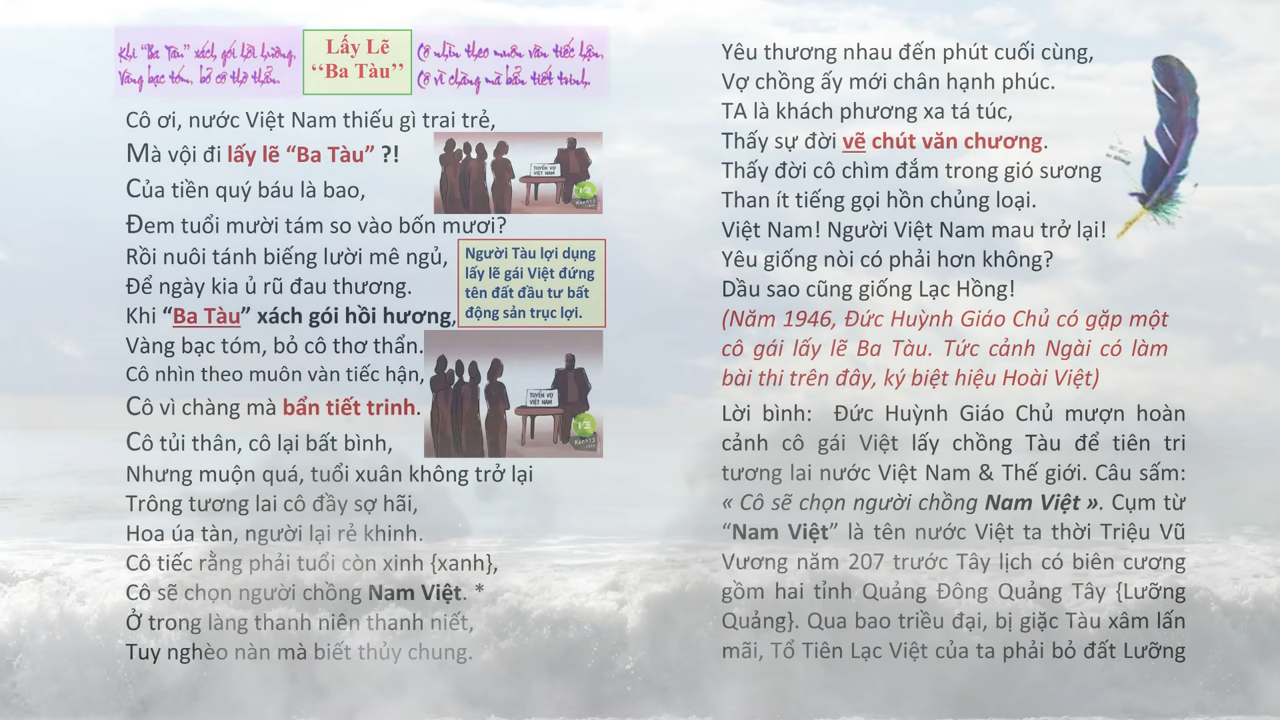 Khi “Ba Tàu” xách gói hồi hương,
Vàng bạc tóm, bỏ cô thơ thẩn.
Lấy Lẽ
“Ba Tàu”
Cô nhìn theo muôn vàn tiếc hận,
Cô vì chàng mà bẩn tiết trinh.
Cô ơi, nước Việt Nam thiếu gì trai trẻ,
Mà vội đi lấy lẽ “Ba Tàu” ?!
Của tiền quý báu là bao,
Đem tuổi mười tám so vào bốn mươi?
Rồi nuôi tánh biếng lười mê ngủ,
Để ngày kia ủ rũ đau thương.
Khi “Ba Tàu” xách gói hồi hương,
Vàng bạc tóm, bỏ cô thơ thẩn.
Cô nhìn theo muôn vàn tiếc hận,
Cô vì chàng mà bẩn tiết trinh.
Cô tủi thân, cô lại bất bình,
Nhưng muộn quá, tuổi xuân không trở lại
Trông tương lai cô đầy sợ hãi,
Hoa úa tàn, người lại rẻ khinh.
Cô tiếc rằng phải tuổi còn xinh {xanh},
Cô sẽ chọn người chồng Nam Việt. *
Ở trong làng thanh niên thanh niết,
Tuy nghèo nàn mà biết thủy chung.
TUYỂN VỢ
VIỆT NAM
Người Tàu lợi dụng
lấy lẽ gái Việt đứng
tên đất đầu tư bất
động sản trục lợi.
TUYỂN VỢ
VIỆT NAM
Kenh13
.info
Yêu thương nhau đến phút cuối cùng,
Vợ chồng ấy mới chân hạnh phúc.
TA là khách phương xa tá túc,
Thấy sự đời vẽ chút văn chương.
Thấy đời cô chìm đắm trong gió sương
Than ít tiếng gọi hồn chủng loại.
Việt Nam! Người Việt Nam mau trở lại!
Yêu giống nòi có phải hơn không?
Dầu sao cũng giống Lạc Hồng!
(Năm 1946, Đức Huỳnh Giáo Chủ có gặp một
cô gái lấy lẽ Ba Tàu. Tức cảnh Ngài có làm
bài thi trên đây, ký biệt hiệu Hoài Việt)
Lời bình: Đức Huỳnh Giáo Chủ mượn hoàn
cảnh cô gái Việt lấy chồng Tàu để tiên tri
tương lai nước Việt Nam & Thế giới. Câu sấm:
« Cô sẽ chọn người chồng Nam Việt ». Cụm từ
“Nam Việt” là tên nước Việt ta thời Triệu Vũ
Vương năm 207 trước Tây lịch có biên cương
gồm hai tỉnh Quảng Đông Quảng Tây {Lưỡng
Quảng}. Qua bao triều đại, bị giặc Tàu xâm lấn
mãi, Tổ Tiên Lạc Việt của ta phải bỏ đất Lưỡng